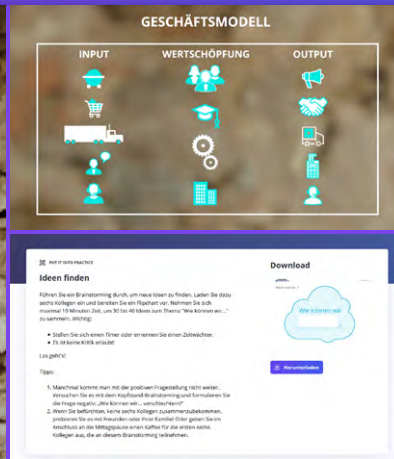 GESCHÄFTSMODELL
INPUT WERTSCHÖPFUNG OUTPUT
PUT IT INTO PRACTICE
Ideen finden
Führen Sie ein Brainstorming durch, um neue Ideen zu finden. Laden Sie dazu
sechs Kollegen ein und bereiten Sie ein Flipchart vor. Nehmen Sie sich
maximal 10 Minuten Zeit, um 30 bis 40 Ideen zum Thema "Wie können wir…"
zu sammeln. Wichtig:
Stellen Sie sich einen Timer oder ernennen Sie einen Zeitwächter.
Es ist keine Kritik erlaubt!
Los geht's!
Tipps:
1. Manchmal kommt man mit der positiven Fragestellung nicht weiter.
Versuchen Sie es mit dem Kopfstand-Brainstorming und formulieren Sie
die Frage negativ: „Wie können wir... verschlechtern?"
2. Wenn Sie befürchten, keine sechs Kollegen zusammenzubekommen,
probieren Sie es mit Freunden oder Ihrer Familie! Oder geben Sie im
Anschluss an die Mittagspause einen Kaffee für die ersten sechs
Kollegen aus, die an diesem Brainstorming teilnehmen.
Download
Wie können wir
Herunterladen